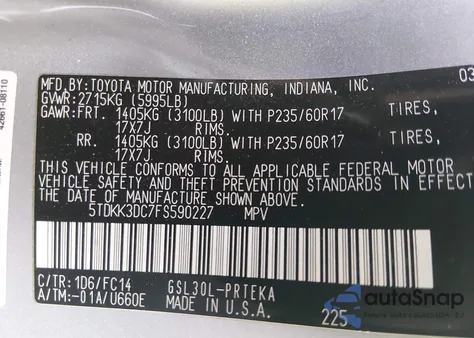 42661-08110
MFD.BY:TOYOTA MOTOR MANUFACTURING, INDIANA, INC. 03
GVWR:2715KG (5995LB)
GAWR:FRT. 1405KG (3100LB) WITH P235/60R17 TIRES,
17X7J RIMS.
RR. 1405KG (3100LB) WITH P235/60R17 TIRES,
17X7J RIMS.
THIS VEHICLE CONFORMS TO ALL APPLICABLE FEDERAL MOTOR
VEHICLE SAFETY AND THEFT PREVENTION STANDARDS IN EFFECT
THE DATE OF MANUFACTURE SHOWN ABOVE.
5TDKK3DC7FS590227 MPV
C/TR:1D6/FC14 GSL30L-PRTEKA
A/TM:-01A/U660E MADE IN U.S.A. 225
autoSnap